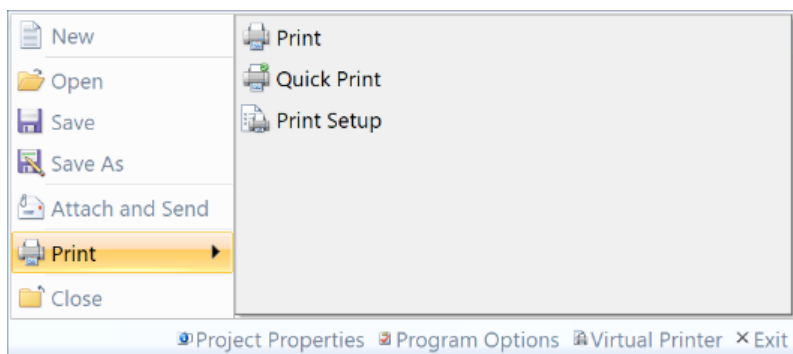 New
Open
Save
Save As
Attach and Send
Print
Close
Print
Quick Print
Print Setup
Project Properties Program Options Virtual Printer Exit